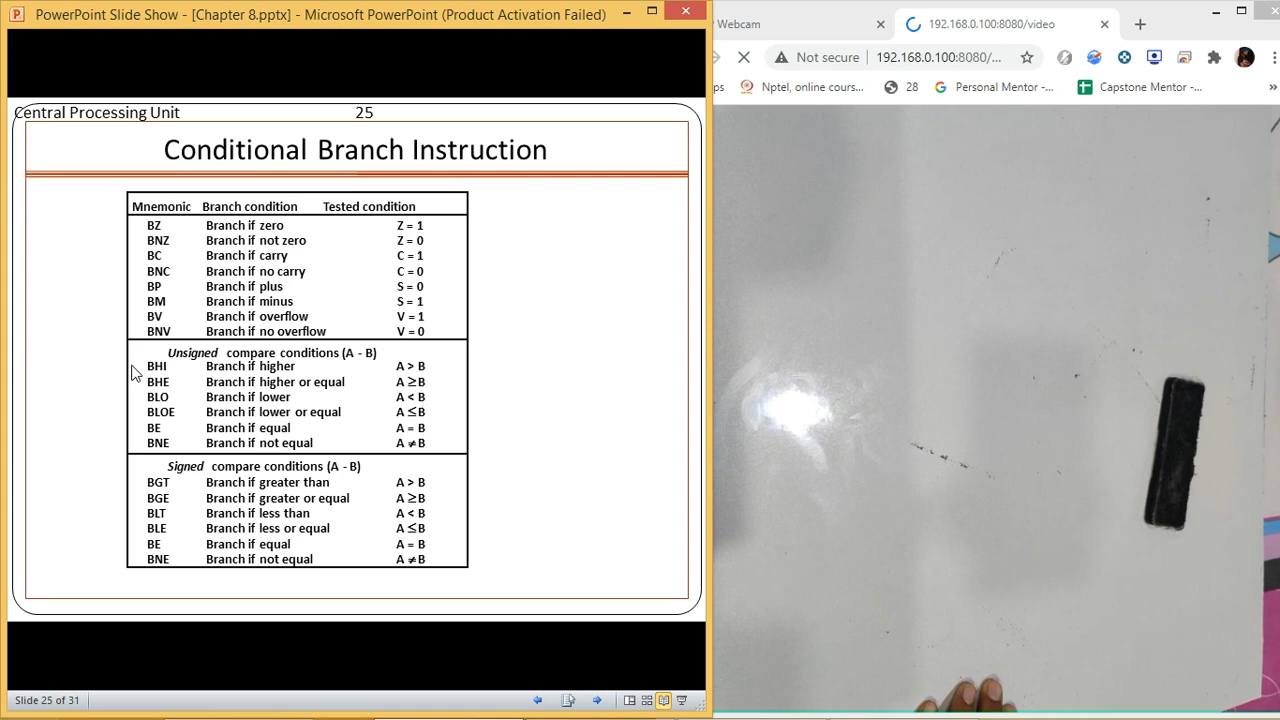 PowerPoint Slide Show - [Chapter 8.pptx] - Microsoft PowerPoint (Product Activation Failed)
Central Processing Unit 25
Conditional Branch Instruction
Mnemonic Branch condition Tested condition
BZ Branch if zero Z = 1
BNZ Branch if not zero Z = 0
BC Branch if carry C = 1
BNC Branch if no carry C = 0
BP Branch if plus S = 0
BM Branch if minus S = 1
BV Branch if overflow V = 1
BNV Branch if no overflow V = 0
Unsigned compare conditions (A - B)
BHI Branch if higher A > B
BHE Branch if higher or equal A ≥ B
BLO Branch if lower A < B
BLOE Branch if lower or equal A ≤ B
BE Branch if equal A = B
BNE Branch if not equal A ≠ B
Signed compare conditions (A - B)
BGT Branch if greater than A > B
BGE Branch if greater or equal A ≥ B
BLT Branch if less than A < B
BLE Branch if less or equal A ≤ B
BE Branch if equal A = B
BNE Branch if not equal A ≠ B
Slide 25 of 31
Webcam
192.168.0.100:8080/video
Not secure 192.168.0.100:8080/...
ps Nptel, online cours... 28 Personal Mentor -... Capstone Mentor -...